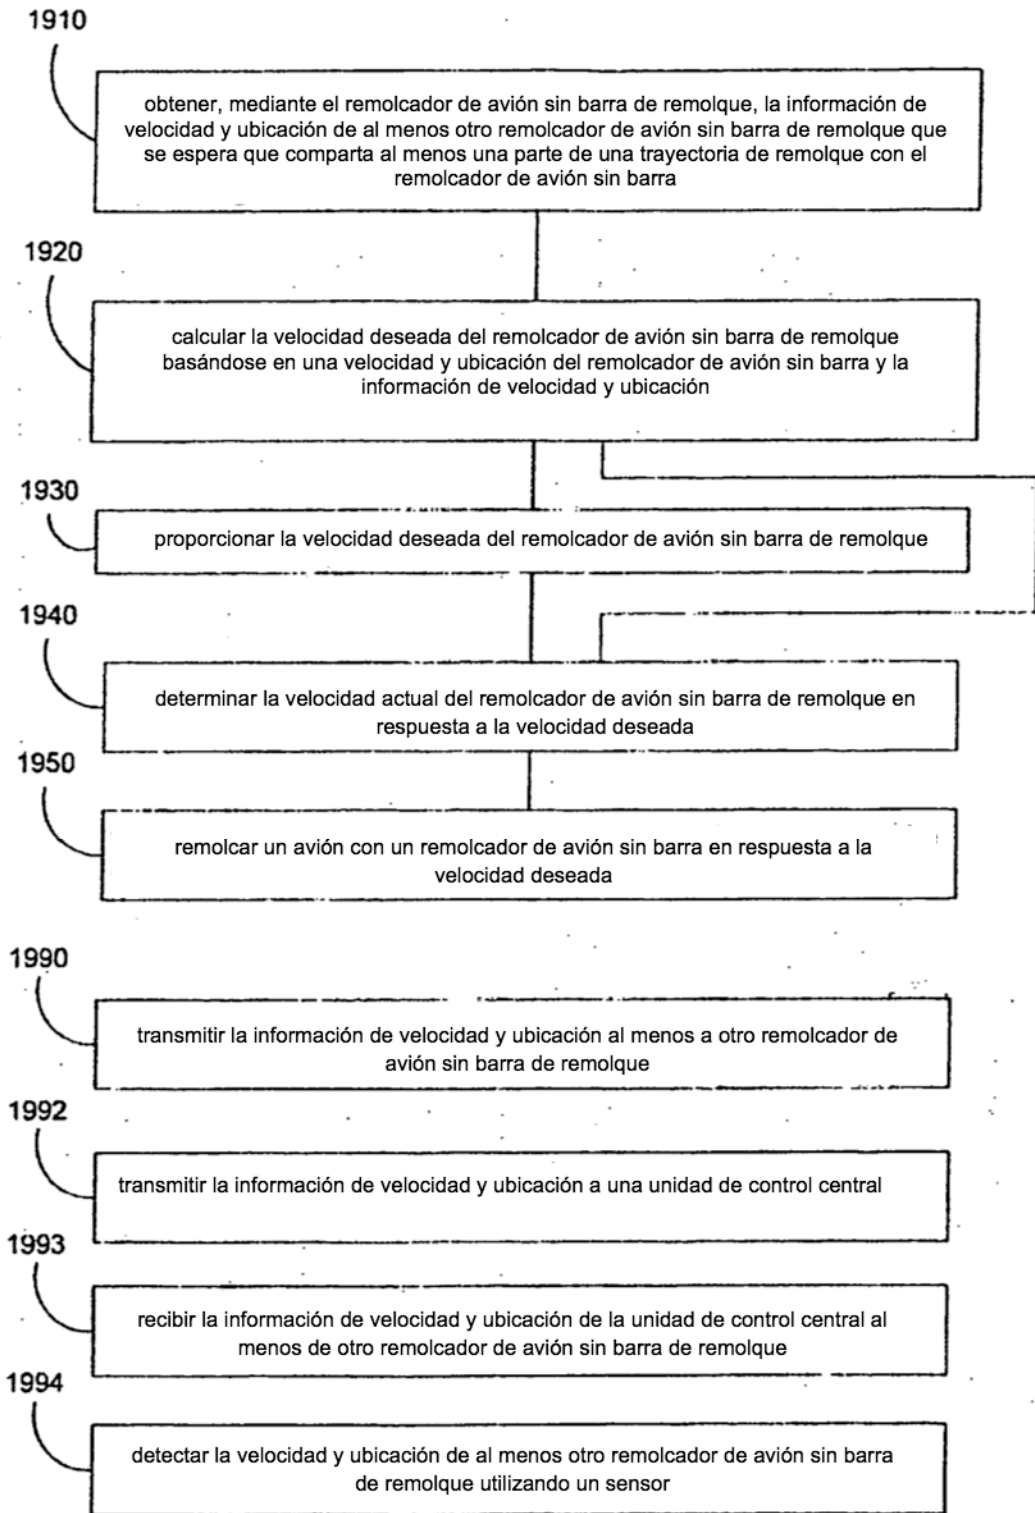 1910
obtener, mediante el remolcador de avión sin barra de remolque, la información de
velocidad y ubicación de al menos otro remolcador de avión sin barra de remolque que
se espera que comparta al menos una parte de una trayectoria de remolque con el
remolcador de avión sin barra
1920
calcular la velocidad deseada del remolcador de avión sin barra de remolque
basándose en una velocidad y ubicación del remolcador de avión sin barra y la
información de velocidad y ubicación
1930
proporcionar la velocidad deseada del remolcador de avión sin barra de remolque
1940
determinar la velocidad actual del remolcador de avión sin barra de remolque en
respuesta a la velocidad deseada
1950
remolcar un avión con un remolcador de avión sin barra en respuesta a la
velocidad deseada
1990
transmitir la información de velocidad y ubicación al menos a otro remolcador de
avión sin barra de remolque
1992
transmitir la información de velocidad y ubicación a una unidad de control central
1993
recibir la información de velocidad y ubicación de la unidad de control central al
menos de otro remolcador de avión sin barra de remolque
1994
detectar la velocidad y ubicación de al menos otro remolcador de avión sin barra
de remolque utilizando un sensor